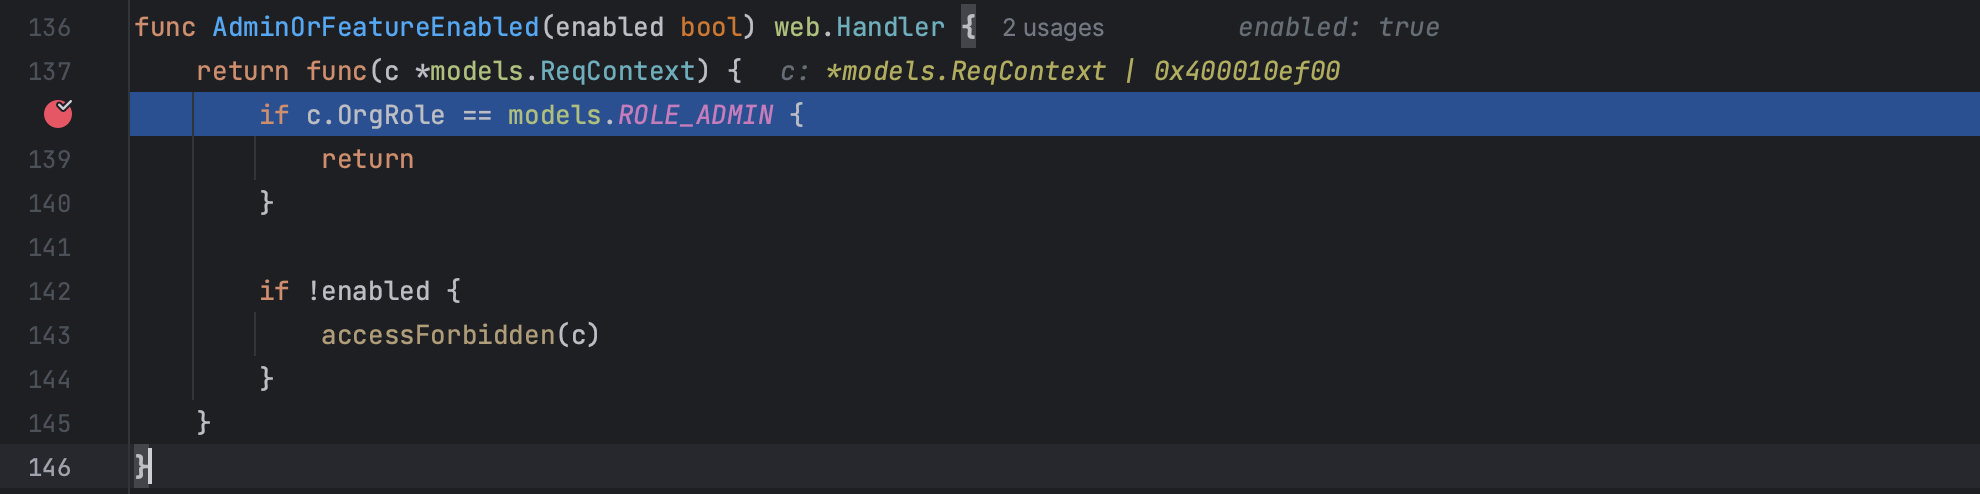 136 func AdminOrFeatureEnabled(enabled bool) web.Handler { 2 usages enabled: true
137 return func(c *models.ReqContext) { c: *models.ReqContext | 0x400010ef00
if c.OrgRole == models.ROLE_ADMIN {
139 return
140 }
141
142 if !enabled {
143 accessForbidden(c)
144 }
145 }
146 }